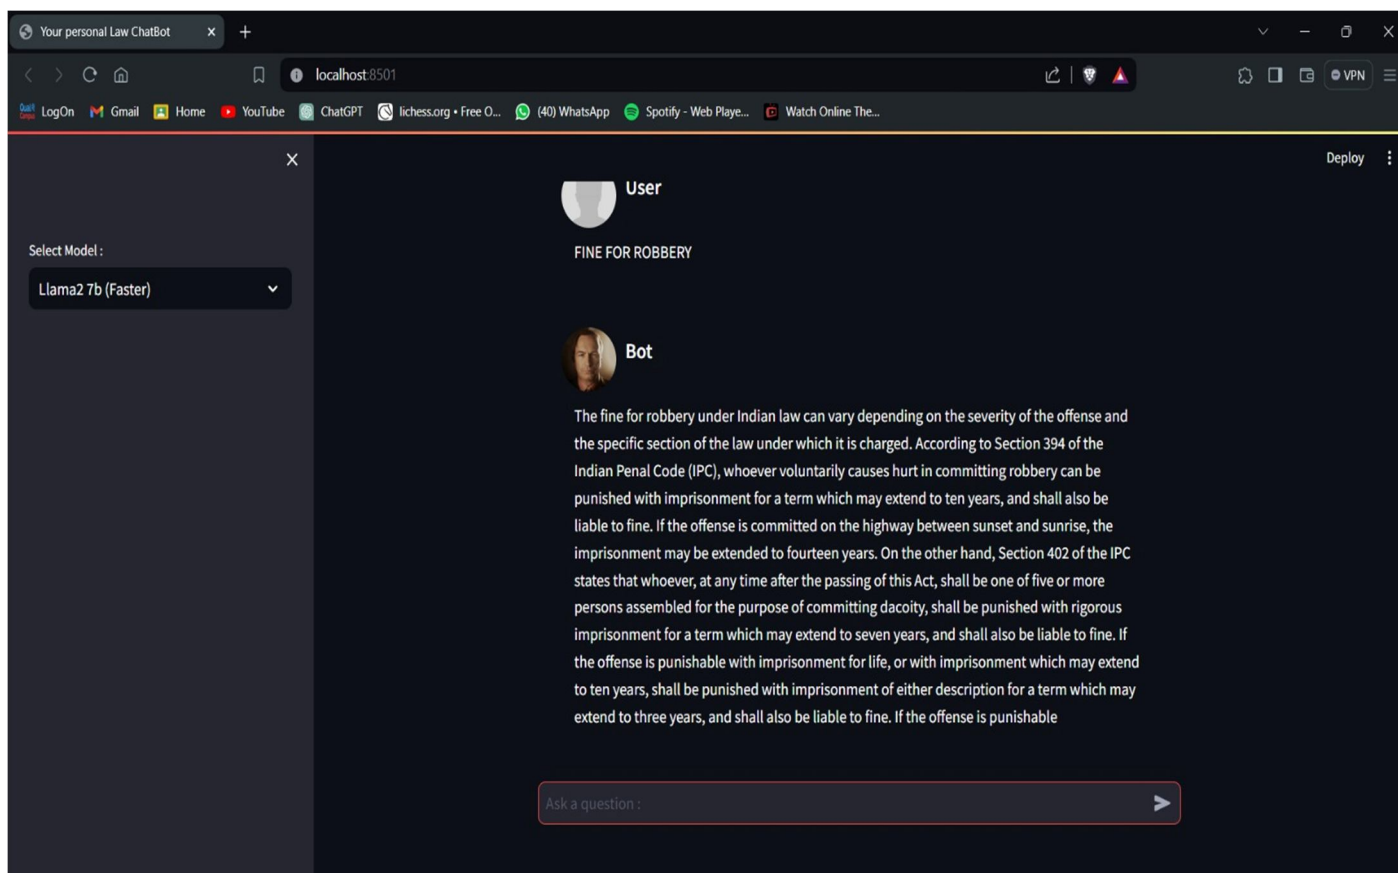 Your personal Law ChatBot
localhost:8501
VPN
LogOn Gmail Home YouTube ChatGPT lichess.org • Free O... (40) WhatsApp Spotify - Web Playe... Watch Online The...
Deploy
User
Select Model :
FINE FOR ROBBERY
Llama2 7b (Faster)
Bot
The fine for robbery under Indian law can vary depending on the severity of the offense and
the specific section of the law under which it is charged. According to Section 394 of the
Indian Penal Code (IPC), whoever voluntarily causes hurt in committing robbery can be
punished with imprisonment for a term which may extend to ten years, and shall also be
liable to fine. If the offense is committed on the highway between sunset and sunrise, the
imprisonment may be extended to fourteen years. On the other hand, Section 402 of the IPC
states that whoever, at any time after the passing of this Act, shall be one of five or more
persons assembled for the purpose of committing dacoity, shall be punished with rigorous
imprisonment for a term which may extend to seven years, and shall also be liable to fine. If
the offense is punishable with imprisonment for life, or with imprisonment which may extend
to ten years, shall be punished with imprisonment of either description for a term which may
extend to three years, and shall also be liable to fine. If the offense is punishable
Ask a question :